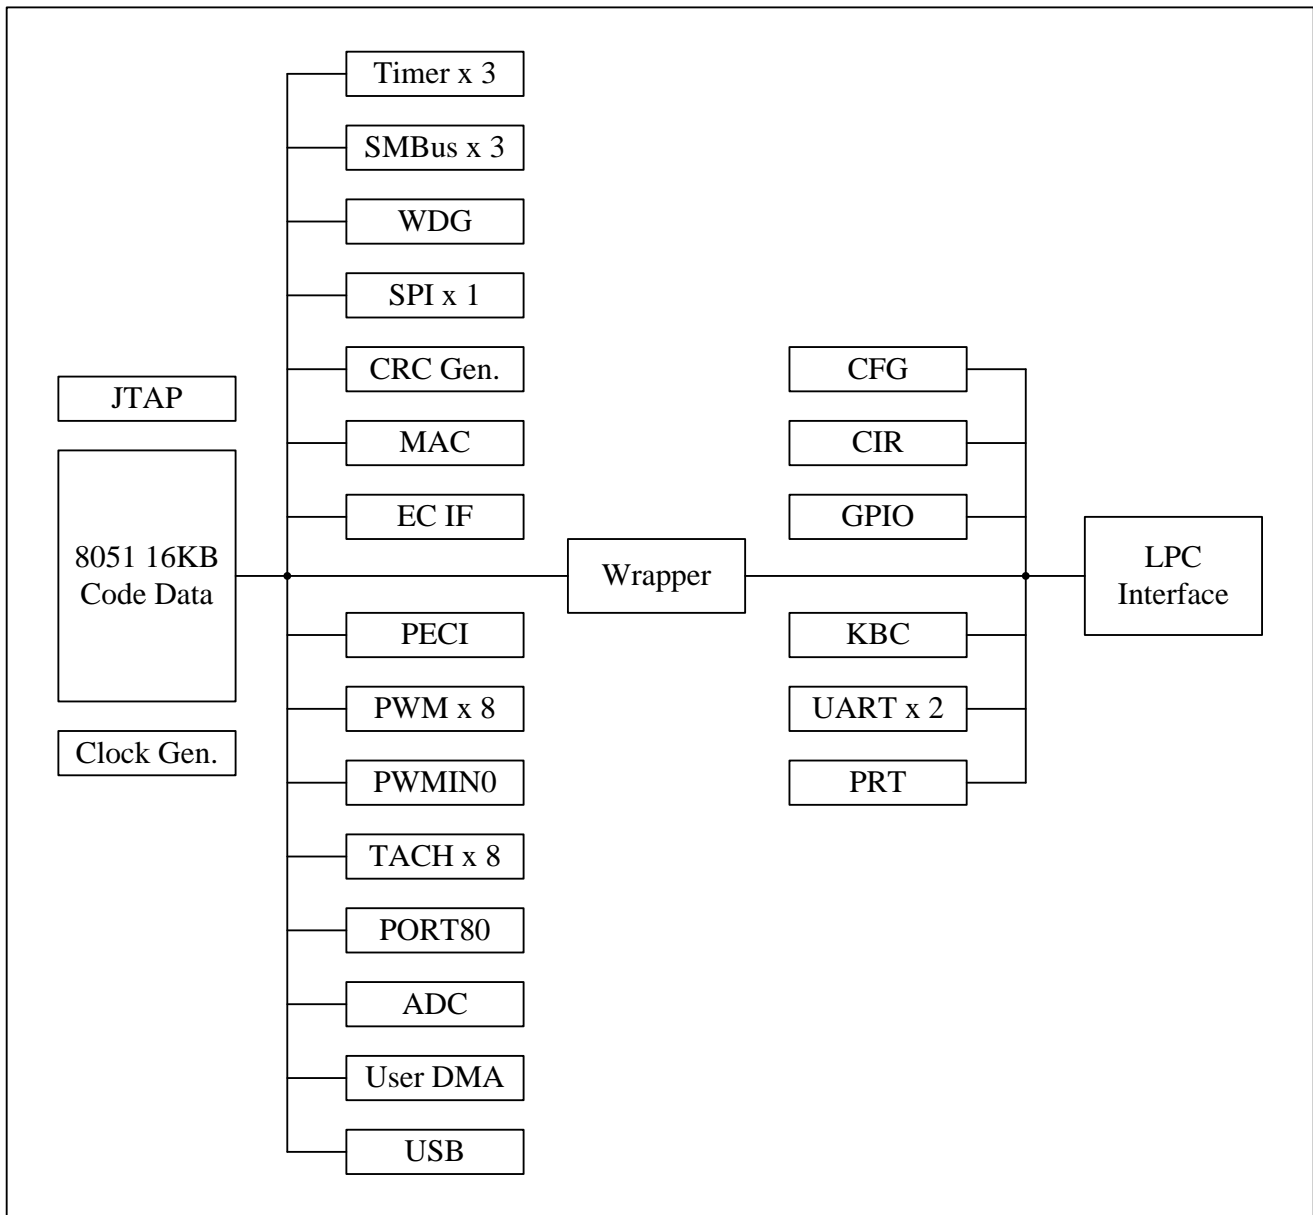 Timer x 3
SMBus x 3
WDG
SPI x 1
CRC Gen.
MAC
EC IF
PECI
PWM x 8
PWMIN0
TACH x 8
PORT80
ADC
User DMA
USB
JTAP
8051 16KB
Code Data
Clock Gen.
Wrapper
CFG
CIR
GPIO
KBC
UART x 2
PRT
LPC
Interface